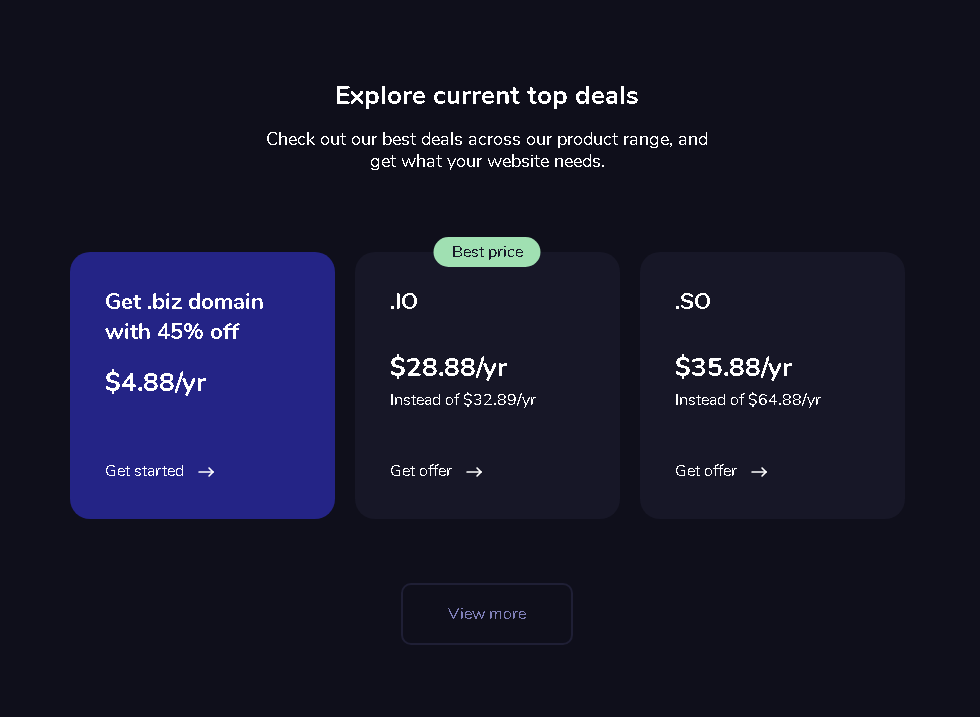 Explore current top deals
Check out our best deals across our product range, and
get what your website needs.
Get .biz domain
with 45% off
$4.88/yr
Get started
Best price
.IO
$28.88/yr
Instead of $32.89/yr
Get offer
.SO
$35.88/yr
Instead of $64.88/yr
Get offer
View more